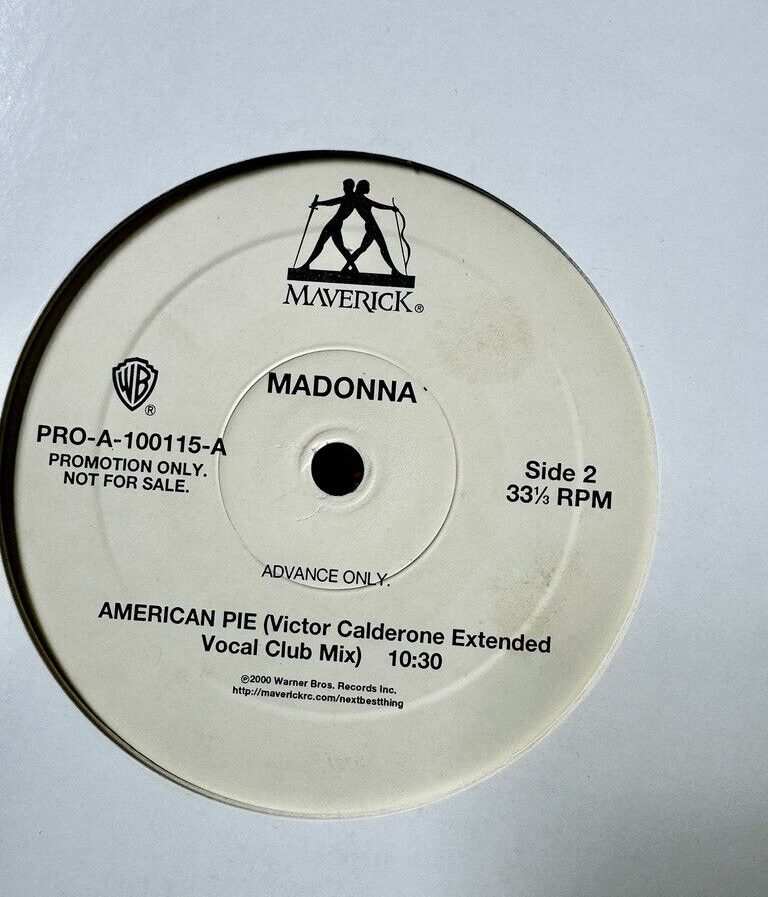 MAVERICK®
WB®
MADONNA
PRO-A-100115-A
PROMOTION ONLY.
NOT FOR SALE.
Side 2
33⅓ RPM
ADVANCE ONLY.
AMERICAN PIE (Victor Calderone Extended
Vocal Club Mix) 10:30
℗2000 Warner Bros. Records Inc.
http://maverickrc.com/nextbestthing